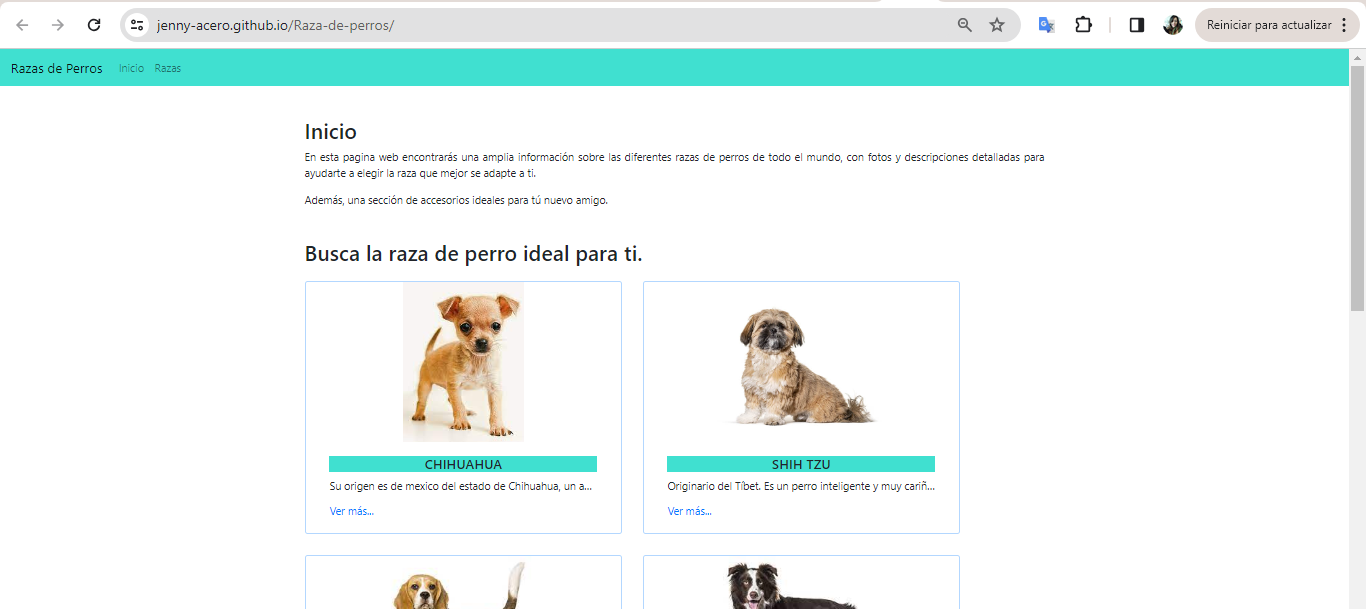 jenny-acero.github.io/Raza-de-perros/
Reiniciar para actualizar
Razas de Perros Inicio Razas
Inicio
En esta pagina web encontrarás una amplia información sobre las diferentes razas de perros de todo el mundo, con fotos y descripciones detalladas para
ayudarte a elegir la raza que mejor se adapte a ti.
Además, una sección de accesorios ideales para tú nuevo amigo.
Busca la raza de perro ideal para ti.
CHIHUAHUA
Su origen es de mexico del estado de Chihuahua, un a...
Ver más...
SHIH TZU
Originario del Tíbet. Es un perro inteligente y muy cariñ...
Ver más...